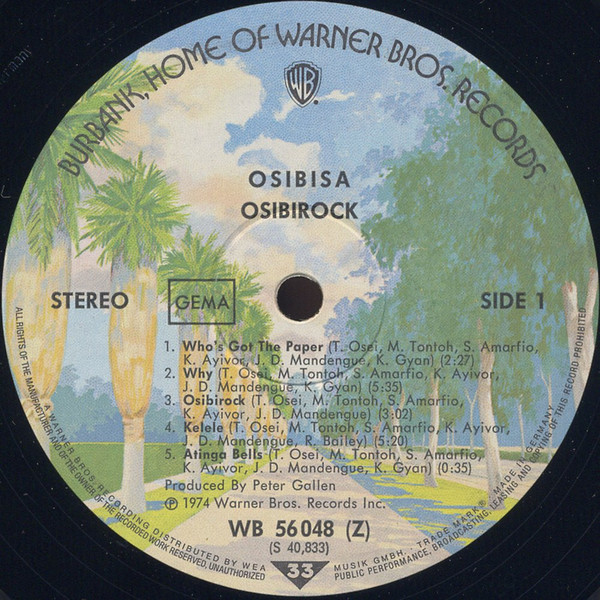 BURBANK, HOME OF WARNER BROS. RECORDS
WB
OSIBISA
OSIBIROCK
STEREO
GEMA
SIDE 1
1. Who's Got The Paper (T. Osei, M. Tontoh, S. Amarfio,
K. Ayivor, J. D. Mandengue, K. Gyan) (2:27)
2. Why (T. Osei, M. Tontoh, S. Amarfio, K. Ayivor,
J. D. Mandengue, K. Gyan) (5:35)
3. Osibirock (T. Osei, M. Tontoh, S. Amarfio,
K. Ayivor, J. D. Mandengue) (3:02)
4. Kelele (T. Osei, M. Tontoh, S. Amarfio, K. Ayivor,
J. D. Mandengue, R. Bailey) (5:20)
5. Atinga Bells (T. Osei, M. Tontoh, S. Amarfio,
K. Ayivor, J. D. Mandengue, K. Gyan) (0:35)
Produced By Peter Gallen
℗ 1974 Warner Bros. Records Inc.
WB 56 048 (Z)
(S 40,833)
33
A WARNER BROS. RECORDING DISTRIBUTED BY WEA MUSIK GMBH. TRADE MARK® MADE IN GERMANY
ALL RIGHTS OF THE MANUFACTURER AND OF THE OWNER OF THE RECORDED WORK RESERVED, UNAUTHORIZED PUBLIC PERFORMANCE, BROADCASTING, LEASING AND COPYING OF THIS RECORD PROHIBITED